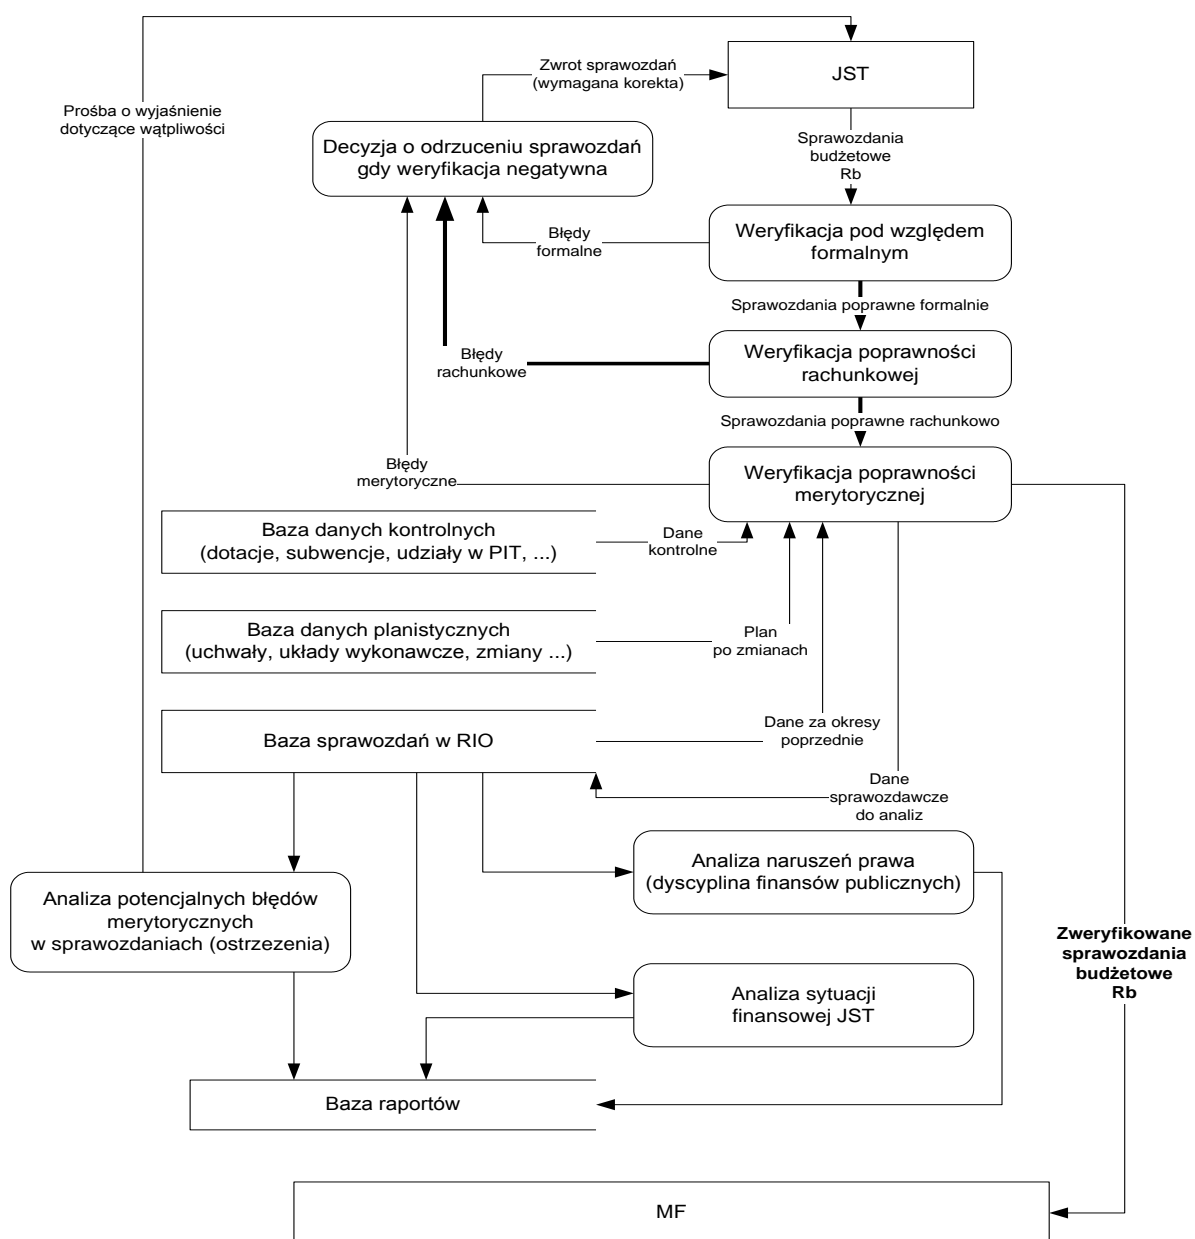 JST
Zwrot sprawozdań
(wymagana korekta)
Prośba o wyjaśnienie
dotyczące wątpliwości
Decyzja o odrzuceniu sprawozdań
gdy weryfikacja negatywna
Sprawozdania
budżetowe
Rb
Weryfikacja pod względem
formalnym
Błędy
formalne
Sprawozdania poprawne formalnie
Weryfikacja poprawności
rachunkowej
Błędy
rachunkowe
Sprawozdania poprawne rachunkowo
Weryfikacja poprawności
merytorycznej
Błędy
merytoryczne
Baza danych kontrolnych
(dotacje, subwencje, udziały w PIT, ...)
Dane
kontrolne
Baza danych planistycznych
(uchwały, układy wykonawcze, zmiany ...)
Plan
po zmianach
Baza sprawozdań w RIO
Dane za okresy
poprzednie
Dane
sprawozdawcze
do analiz
Analiza naruszeń prawa
(dyscyplina finansów publicznych)
Analiza potencjalnych błędów
merytorycznych
w sprawozdaniach (ostrzezenia)
Zweryfikowane
sprawozdania
budżetowe
Rb
Analiza sytuacji
finansowej JST
Baza raportów
MF